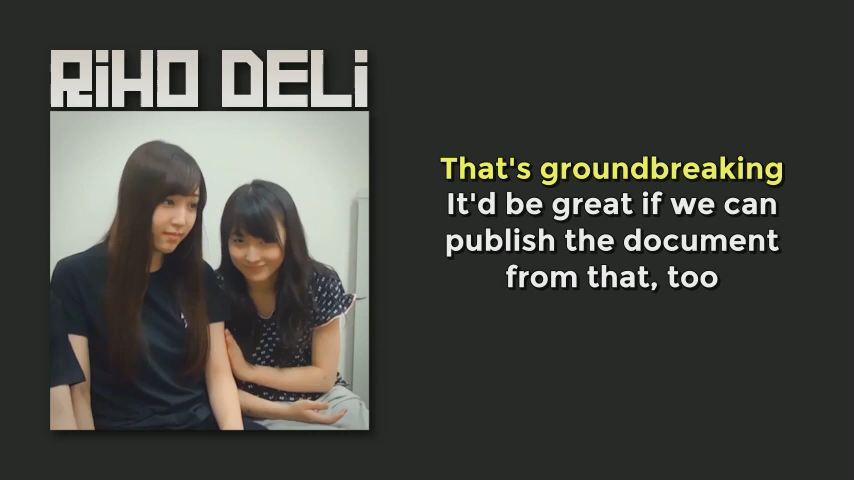 RiHO DELi
That's groundbreaking
It'd be great if we can
publish the document
from that, too